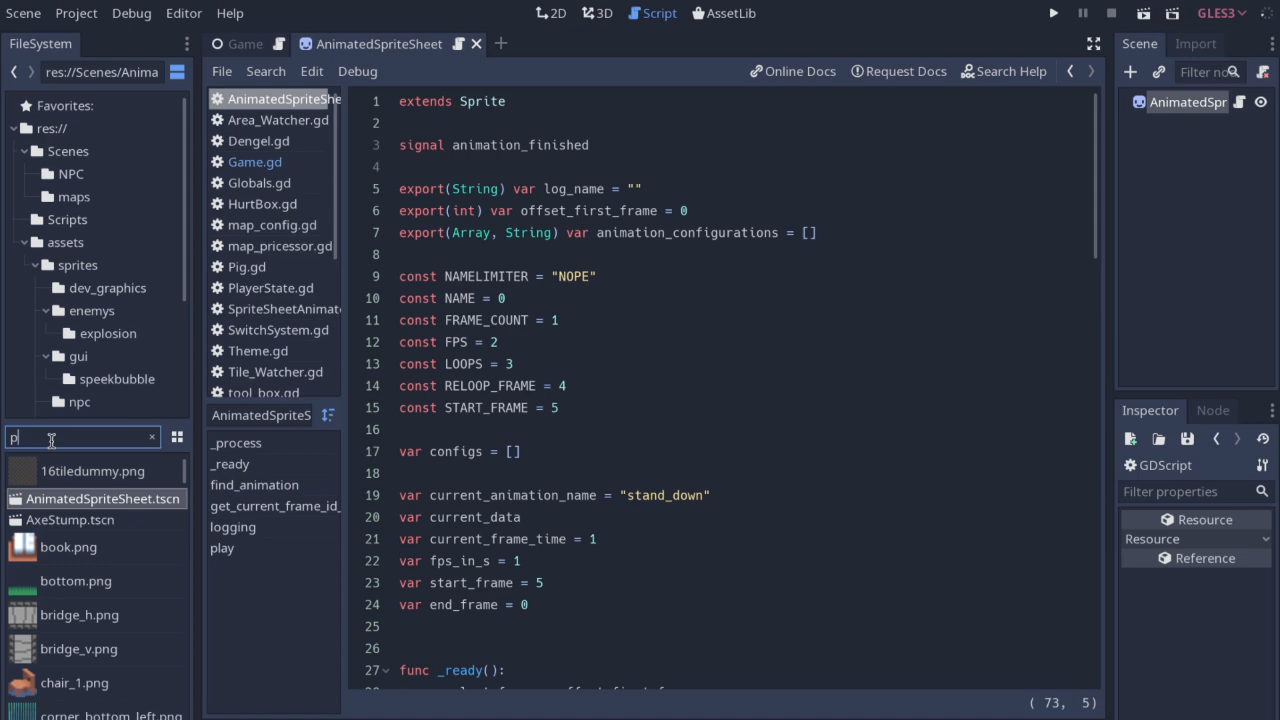 Scene Project Debug Editor Help
2D 3D Script AssetLib
GLES3
FileSystem
res://Scenes/Anima
Favorites:
res://
Scenes
NPC
maps
Scripts
assets
sprites
dev_graphics
enemys
explosion
gui
speekbubble
npc
p
16tiledummy.png
AnimatedSpriteSheet.tscn
AxeStump.tscn
book.png
bottom.png
bridge_h.png
bridge_v.png
chair_1.png
corner_bottom_left.png
Game AnimatedSpriteSheet
File Search Edit Debug
Online Docs Request Docs Search Help
AnimatedSpriteShe
Area_Watcher.gd
Dengel.gd
Game.gd
Globals.gd
HurtBox.gd
map_config.gd
map_pricessor.gd
Pig.gd
PlayerState.gd
SpriteSheetAnimat
SwitchSystem.gd
Theme.gd
Tile_Watcher.gd
tool_box.gd
AnimatedSpriteS
_process
_ready
find_animation
get_current_frame_id_
logging
play
1 extends Sprite
2
3 signal animation_finished
4
5 export(String) var log_name = ""
6 export(int) var offset_first_frame = 0
7 export(Array, String) var animation_configurations = []
8
9 const NAMELIMITER = "NOPE"
10 const NAME = 0
11 const FRAME_COUNT = 1
12 const FPS = 2
13 const LOOPS = 3
14 const RELOOP_FRAME = 4
15 const START_FRAME = 5
16
17 var configs = []
18
19 var current_animation_name = "stand_down"
20 var current_data
21 var current_frame_time = 1
22 var fps_in_s = 1
23 var start_frame = 5
24 var end_frame = 0
25
26
27 func _ready():
( 73, 5)
Scene Import
Filter no
AnimatedSpr
Inspector Node
GDScript
Filter properties
Resource
Resource
Reference